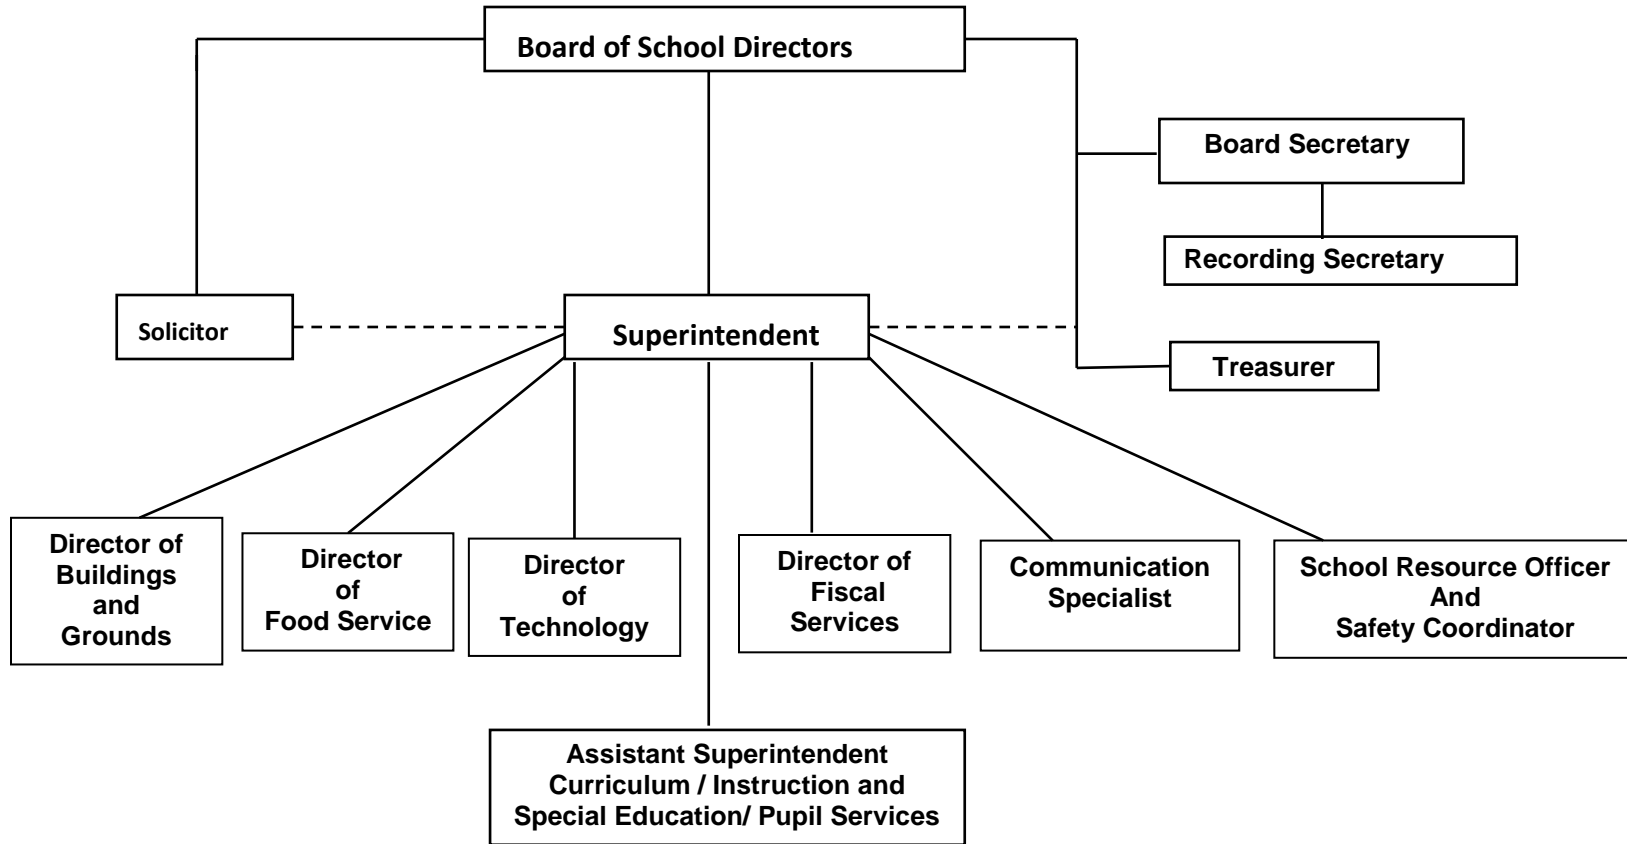 Board of School Directors
Board Secretary
Recording Secretary
Solicitor
Superintendent
Treasurer
Director of
Buildings
and
Grounds
Director
of
Food Service
Director
of
Technology
Director of
Fiscal
Services
Communication
Specialist
School Resource Officer
And
Safety Coordinator
Assistant Superintendent
Curriculum / Instruction and
Special Education/ Pupil Services